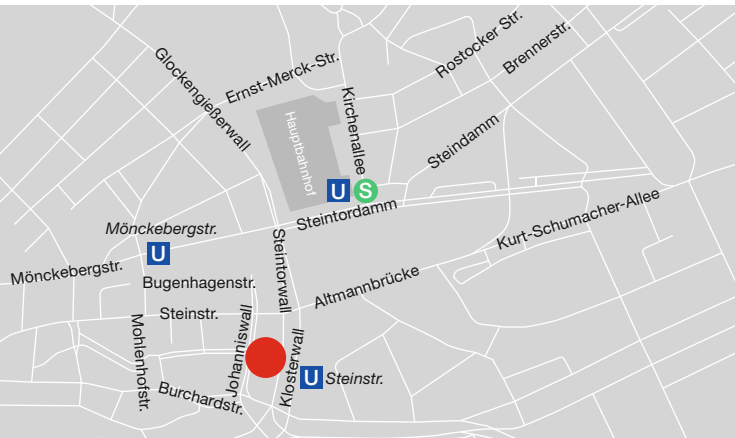 Rostocker Str.
Brennerstr.
Glockengießerwall
Ernst-Merck-Str.
Kirchenallee
Hauptbahnhof
Steindamm
U
S
Steintordamm
Kurt-Schumacher-Allee
Mönckebergstr.
U
Mönckebergstr.
Steintorwall
Bugenhagenstr.
Altmannbrücke
Steinstr.
Mohlenhofstr.
Johanniswall
Klosterwall
U Steinstr.
Burchardstr.